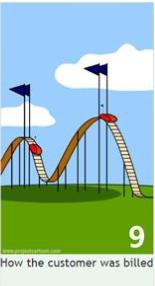 9
www.projectcartoon.com
How the customer was billed